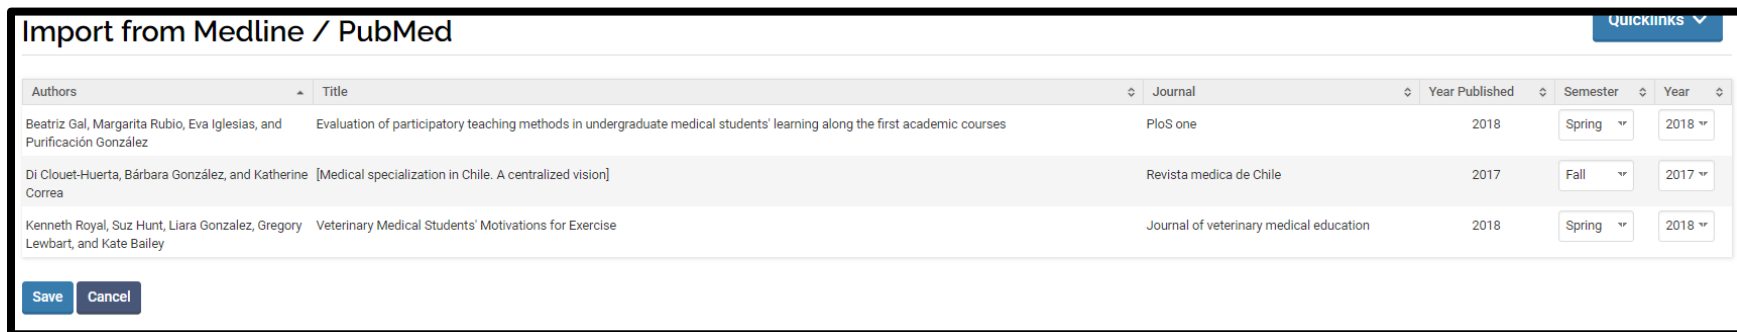 Import from Medline / PubMed
Quicklinks
Authors Title Journal Year Published Semester Year
Beatriz Gal, Margarita Rubio, Eva Iglesias, and Evaluation of participatory teaching methods in undergraduate medical students' learning along the first academic courses PloS one 2018 Spring 2018
Purificación González
Di Clouet-Huerta, Bárbara González, and Katherine [Medical specialization in Chile. A centralized vision] Revista medica de Chile 2017 Fall 2017
Correa
Kenneth Royal, Suz Hunt, Liara Gonzalez, Gregory Veterinary Medical Students' Motivations for Exercise Journal of veterinary medical education 2018 Spring 2018
Lewbart, and Kate Bailey
Save Cancel